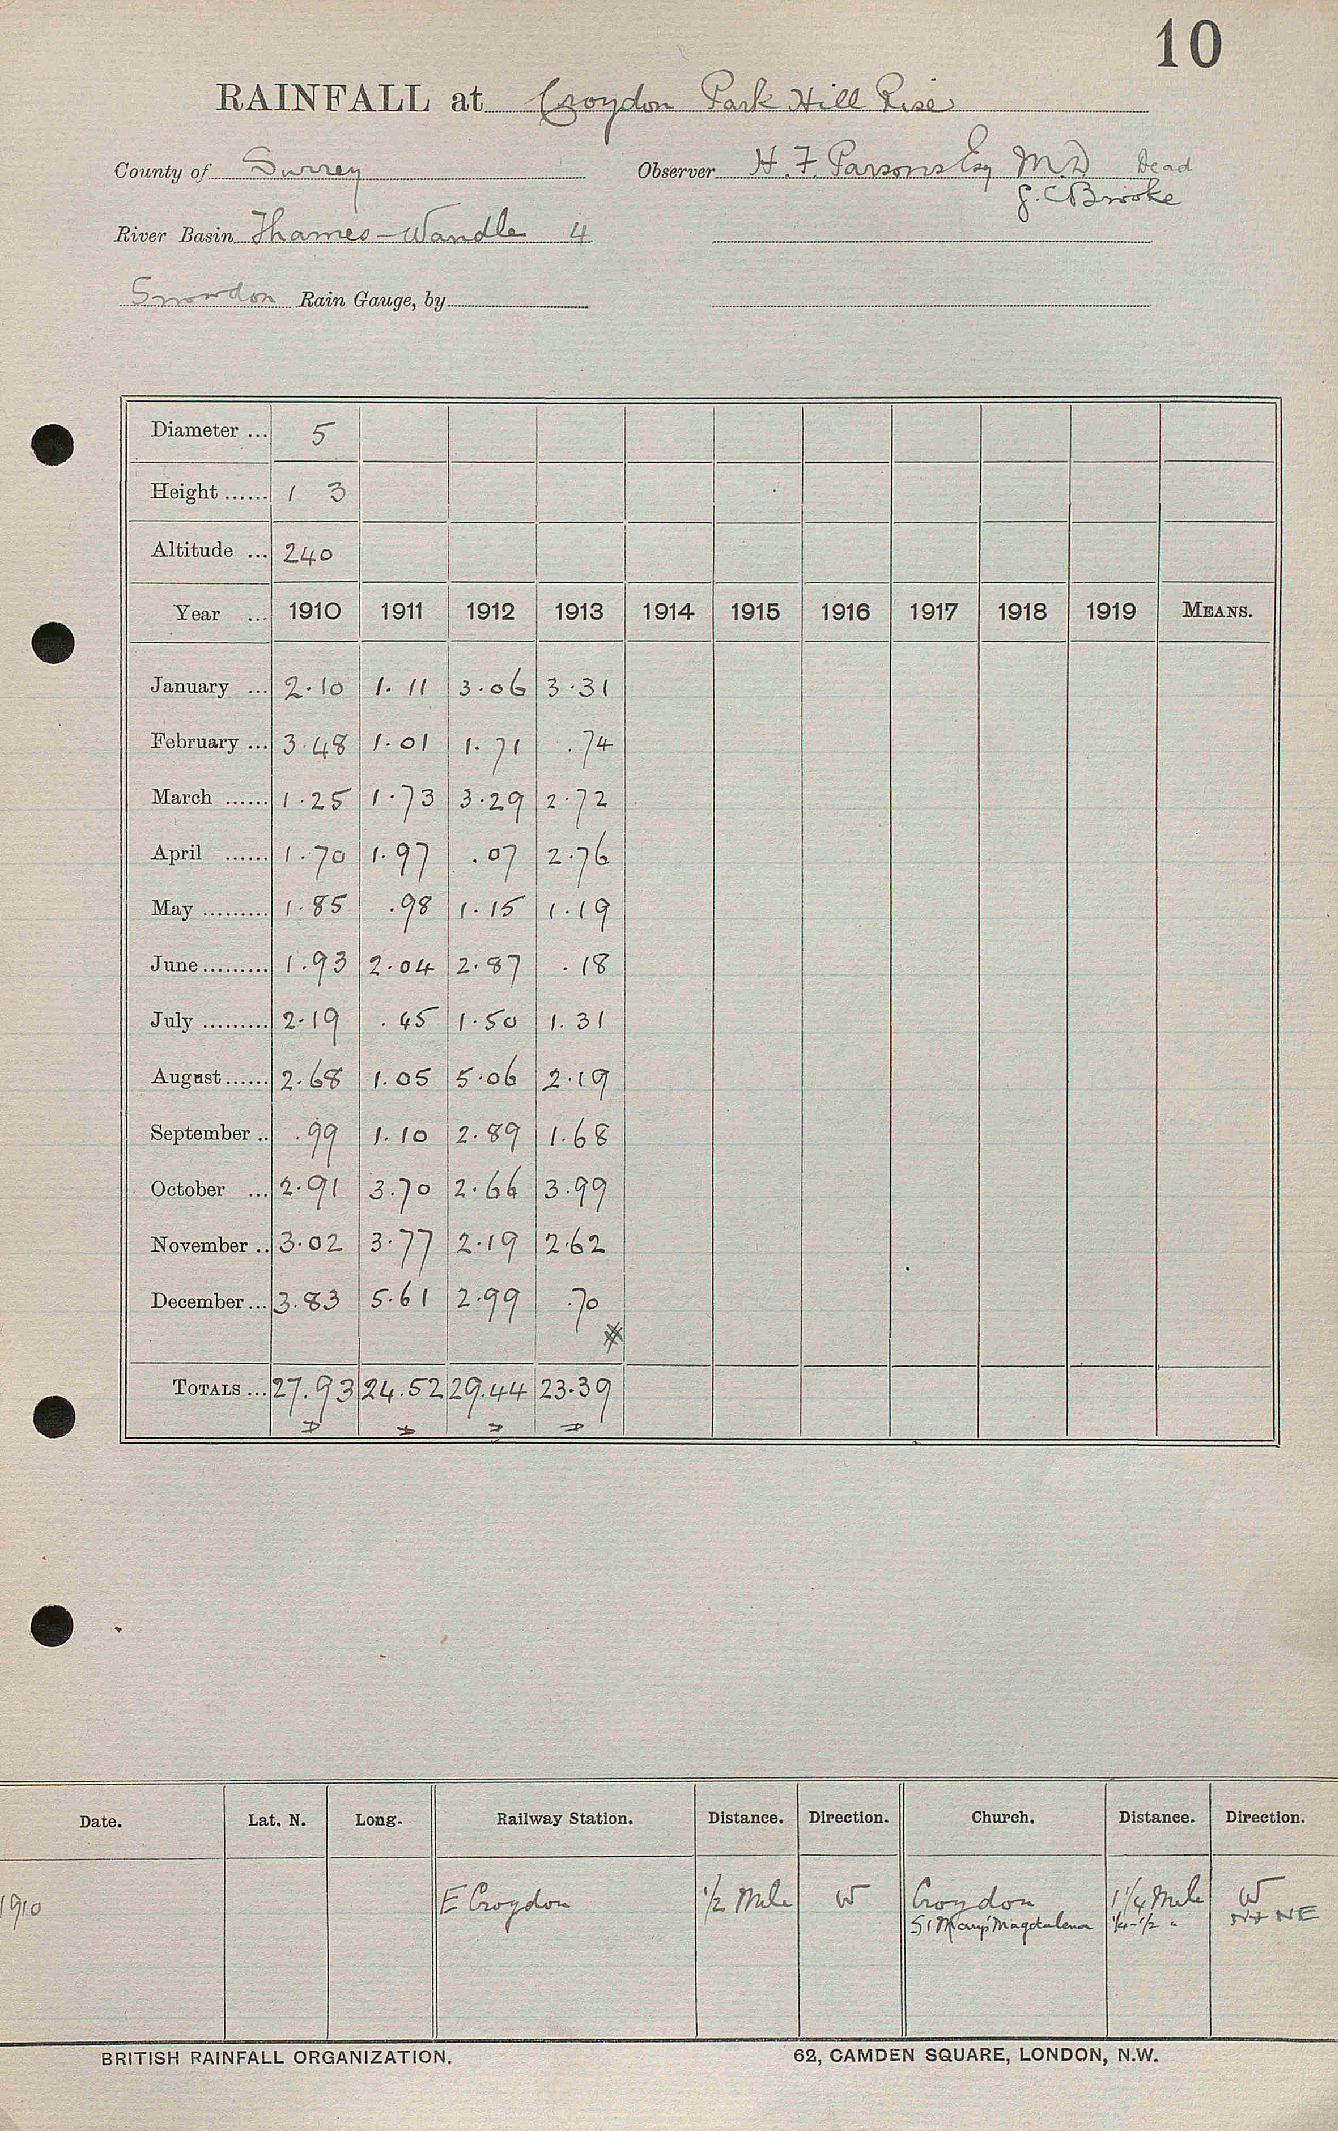 10
RAINFALL at Croydon Park Hill Rise
County of Surrey Observer H. F. Parsons Esq M.D Dead
J. C Brooke
River Basin Thames - Wandle 4
Snowdon Rain Gauge, by
Diameter ... 5
Height ...... 1 3
Altitude ... 240
Year ... 1910 1911 1912 1913 1914 1915 1916 1917 1918 1919 MEANS.
January ... 2.10 1.11 3.06 3.31
February ... 3.48 1.01 1.71 .74
March ...... 1.25 1.73 3.29 2.72
April ...... 1.70 1.97 .07 2.76
May ......... 1.85 .98 1.15 1.19
June ......... 1.93 2.04 2.87 .18
July ......... 2.19 .45 1.50 1.31
August ...... 2.68 1.05 5.06 2.19
September .. .99 1.10 2.89 1.68
October ... 2.91 3.70 2.66 3.99
November .. 3.02 3.77 2.19 2.62
December ... 3.83 5.61 2.99 .70
TOTALS ... 27.93 24.52 29.44 23.39
Date. Lat. N. Long. Railway Station. Distance. Direction. Church. Distance. Direction.
1910 E Croydon 1/2 Mile W Croydon 1 1/4 Mile W
St Mary Magdalene 1/4-1/2 " NE
BRITISH RAINFALL ORGANIZATION. 62, CAMDEN SQUARE, LONDON, N.W.